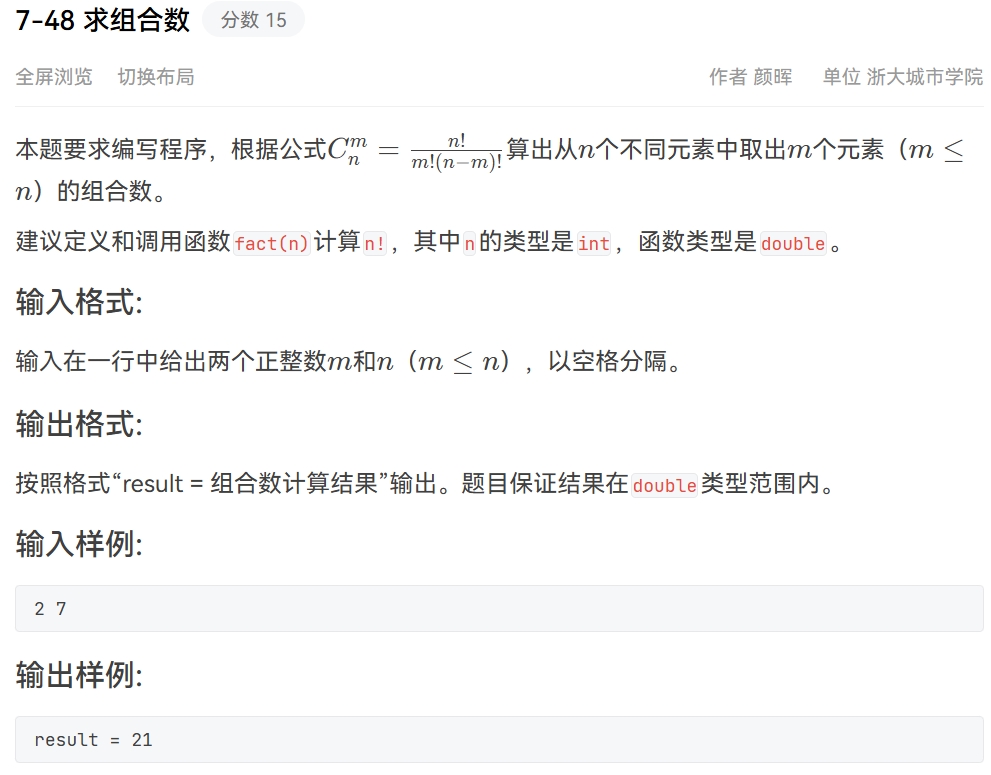 7-48 求组合数 分数 15
全屏浏览 切换布局 作者 颜晖 单位 浙大城市学院
本题要求编写程序，根据公式$C_n^m = \frac{n!}{m!(n-m)!}$算出从n个不同元素中取出m个元素（m ≤
n）的组合数。
建议定义和调用函数fact(n)计算n!，其中n的类型是int，函数类型是double。
输入格式:
输入在一行中给出两个正整数m和n（m ≤ n），以空格分隔。
输出格式:
按照格式“result = 组合数计算结果”输出。题目保证结果在double类型范围内。
输入样例:
2 7
输出样例:
result = 21